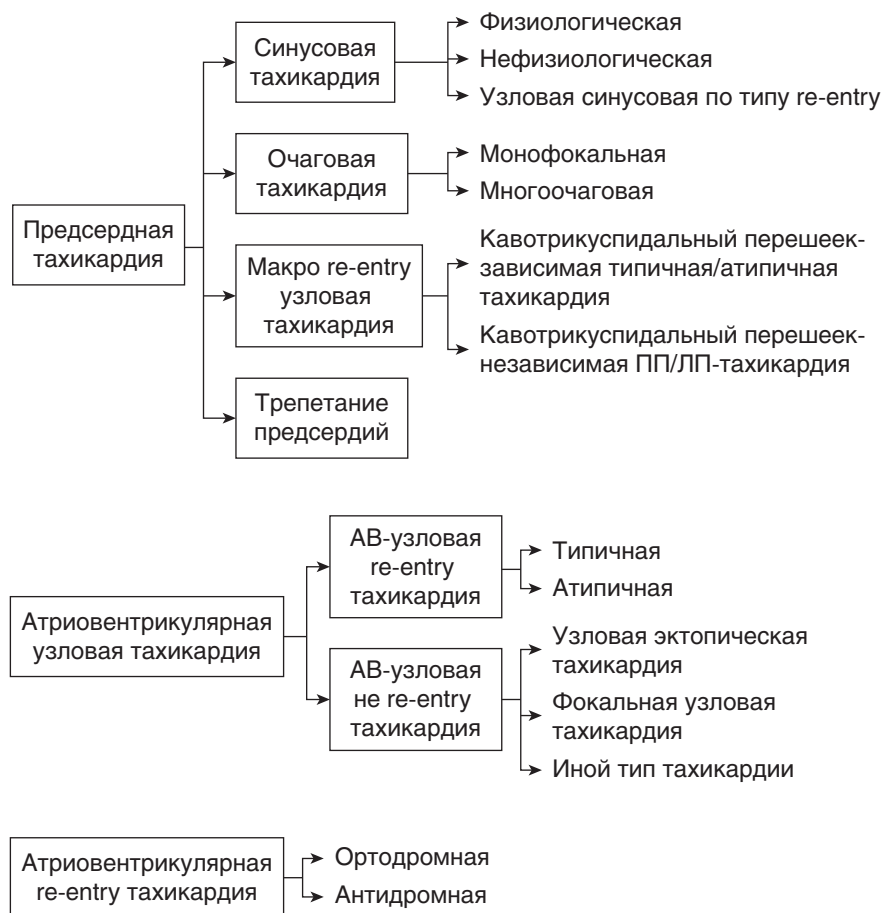 Предсердная
тахикардия
Синусовая
тахикардия
Физиологическая
Нефизиологическая
Узловая синусовая по типу re-entry
Очаговая
тахикардия
Монофокальная
Многоочаговая
Макро re-entry
узловая
тахикардия
Кавотрикуспидальный перешеек-
зависимая типичная/атипичная
тахикардия
Кавотрикуспидальный перешеек-
независимая ПП/ЛП-тахикардия
Трепетание
предсердий
Атриовентрикулярная
узловая тахикардия
АВ-узловая
re-entry
тахикардия
Типичная
Атипичная
АВ-узловая
не re-entry
тахикардия
Узловая эктопическая
тахикардия
Фокальная узловая
тахикардия
Иной тип тахикардии
Атриовентрикулярная
re-entry тахикардия
Ортодромная
Антидромная